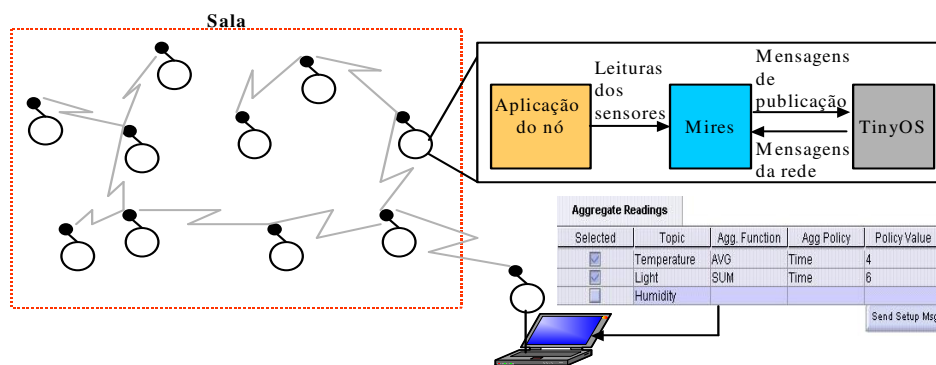 Sala
Aplicação
do nó
Leituras
dos
sensores
Mires
Mensagens
de
publicação
Mensagens
da rede
TinyOS
Aggregate Readings
Selected Topic Agg. Function Agg Policy Policy Value
Temperature AVG Time 4
Light SUM Time 6
Humidity
Send Setup Msg